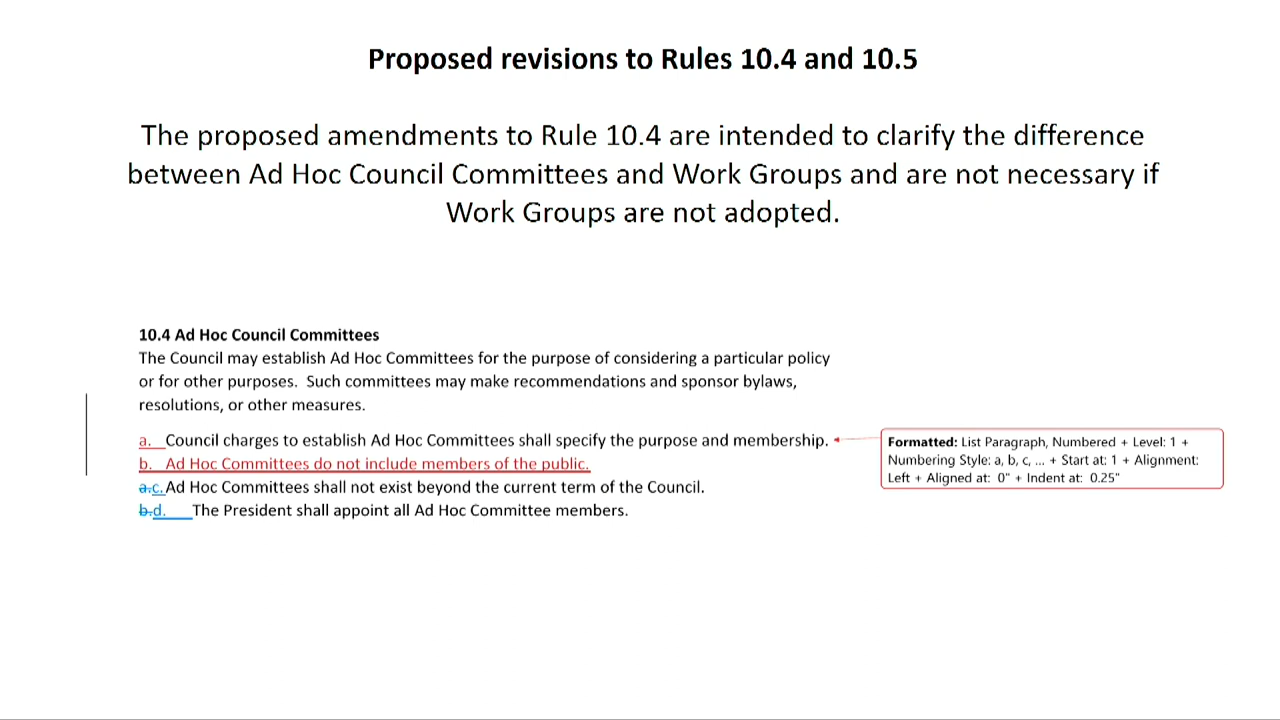 Proposed revisions to Rules 10.4 and 10.5
The proposed amendments to Rule 10.4 are intended to clarify the difference
between Ad Hoc Council Committees and Work Groups and are not necessary if
Work Groups are not adopted.
10.4 Ad Hoc Council Committees
The Council may establish Ad Hoc Committees for the purpose of considering a particular policy
or for other purposes.  Such committees may make recommendations and sponsor bylaws,
resolutions, or other measures.
a. Council charges to establish Ad Hoc Committees shall specify the purpose and membership.
b. Ad Hoc Committees do not include members of the public.
a.c. Ad Hoc Committees shall not exist beyond the current term of the Council.
b.d. The President shall appoint all Ad Hoc Committee members.
Formatted: List Paragraph, Numbered + Level: 1 +
Numbering Style: a, b, c, ... + Start at: 1 + Alignment:
Left + Aligned at:  0" + Indent at:  0.25"